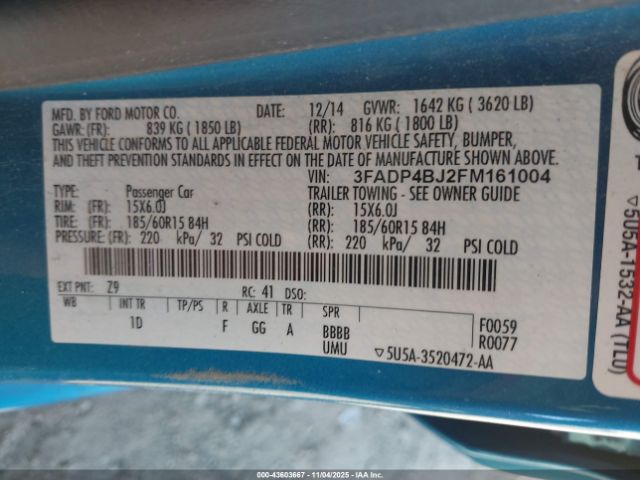 MFD. BY FORD MOTOR CO. DATE: 12/14 GVWR: 1642 KG ( 3620 LB)
GAWR: (FR): 839 KG ( 1850 LB) (RR): 816 KG ( 1800 LB)
THIS VEHICLE CONFORMS TO ALL APPLICABLE FEDERAL MOTOR VEHICLE SAFETY, BUMPER,
AND THEFT PREVENTION STANDARDS IN EFFECT ON THE DATE OF MANUFACTURE SHOWN ABOVE.
VIN: 3FADP4BJ2FM161004
TYPE: Passenger Car TRAILER TOWING - SEE OWNER GUIDE
RIM: (FR): 15X6.0J (RR): 15X6.0J
TIRE: (FR): 185/60R15 84H (RR): 185/60R15 84H
PRESSURE: (FR): 220 kPa/ 32 PSI COLD (RR): 220 kPa/ 32 PSI COLD
EXT PNT: Z9 RC: 41 DSO:
WB INT TR TP/PS R AXLE TR SPR
1D F GG A BBBB F0059
UMU R0077
▽5U5A-3520472-AA
▽5U5A-1532-AA (TLU)
000-43603667 - 11/04/2025 - IAAI.COM